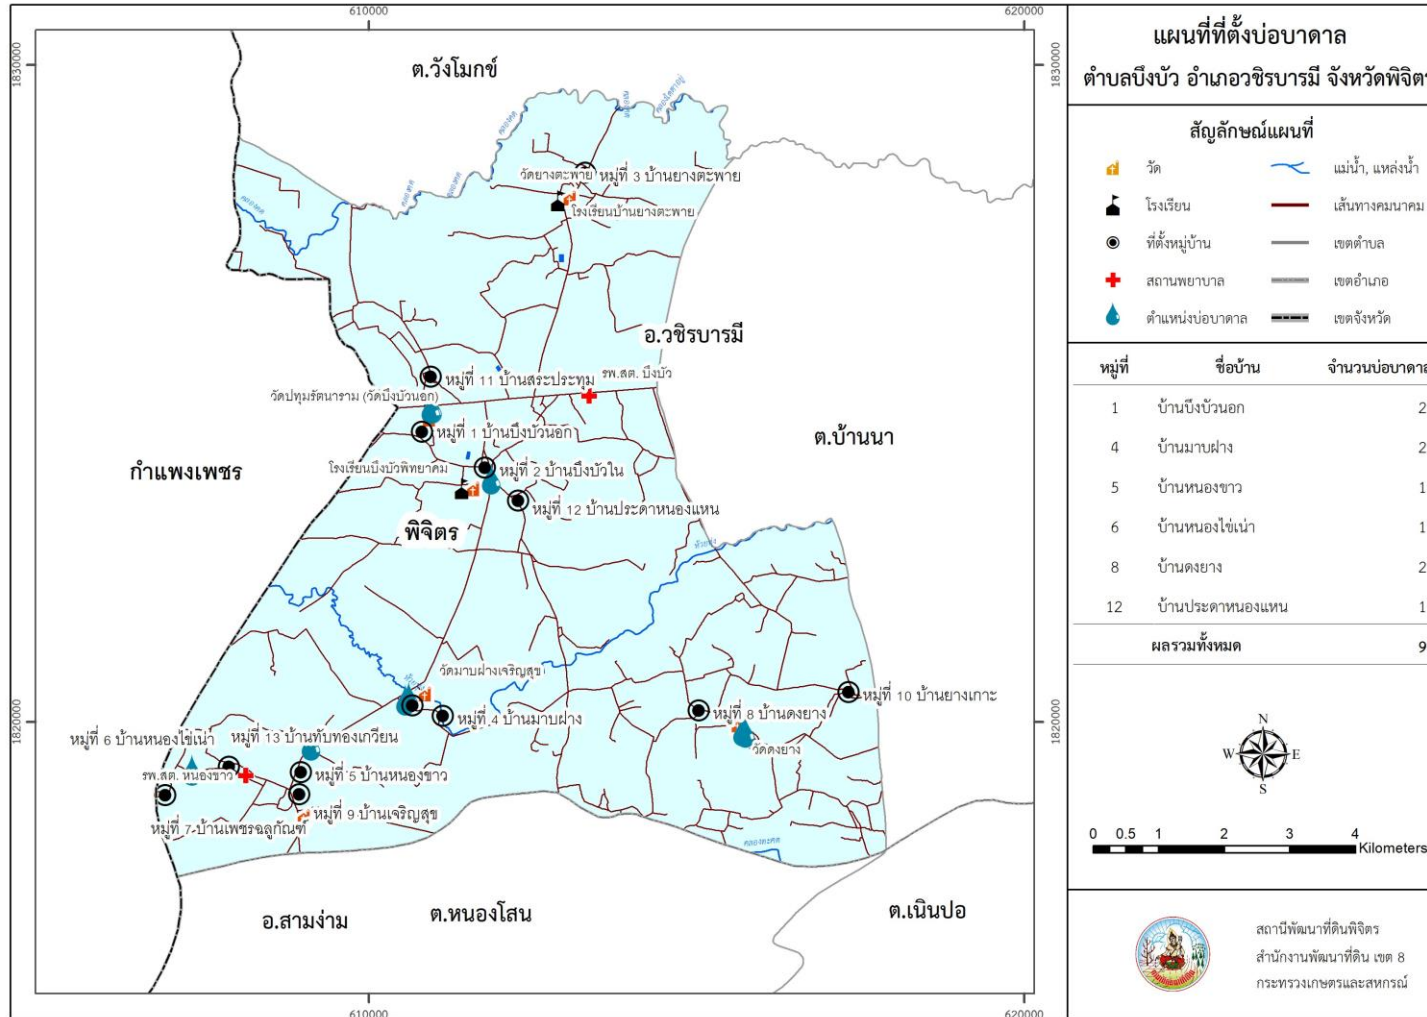 610000
620000
1830000
1830000
ต.วังโมกข์
คลองคต
วัดยางตะพาย
หมู่ที่ 3 บ้านยางตะพาย
โรงเรียนบ้านยางตะพาย
อ.วชิรบารมี
รพ.สต. บึงบัว
หมู่ที่ 11 บ้านสระประทุม
วัดปทุมรัตนาราม (วัดบึงบัวนอก)
หมู่ที่ 1 บ้านบึงบัวนอก
ต.บ้านนา
กำแพงเพชร
โรงเรียนบึงบัวพิทยาคม
หมู่ที่ 2 บ้านบึงบัวใน
หมู่ที่ 12 บ้านประดาหนองแหน
พิจิตร
วัดมาบฝางเจริญสุข
หมู่ที่ 10 บ้านยางเกาะ
หมู่ที่ 8 บ้านดงยาง
หมู่ที่ 4 บ้านมาบฝาง
1820000
1820000
หมู่ที่ 6 บ้านหนองไข่เน่า
หมู่ที่ 13 บ้านทับทองเกวียน
วัดดงยาง
รพ.สต. หนองขาว
หมู่ที่ 5 บ้านหนองขาว
หมู่ที่ 9 บ้านเจริญสุข
หมู่ที่ 7 บ้านเพชรฉลูกัณฑ์
อ.สามง่าม
ต.หนองโสน
ต.เนินปอ
610000
620000
แผนที่ที่ตั้งบ่อบาดาล
ตำบลบึงบัว อำเภอวชิรบารมี จังหวัดพิจิตร
สัญลักษณ์แผนที่
วัด
แม่น้ำ, แหล่งน้ำ
โรงเรียน
เส้นทางคมนาคม
ที่ตั้งหมู่บ้าน
เขตตำบล
สถานพยาบาล
เขตอำเภอ
ตำแหน่งบ่อบาดาล
เขตจังหวัด
หมู่ที่ ชื่อบ้าน จำนวนบ่อบาดาล
1 บ้านบึงบัวนอก 2
4 บ้านมาบฝาง 2
5 บ้านหนองขาว 1
6 บ้านหนองไข่เน่า 1
8 บ้านดงยาง 2
12 บ้านประดาหนองแหน 1
ผลรวมทั้งหมด 9
N
W E
S
0 0.5 1 2 3 4
Kilometers
สถานีพัฒนาที่ดินพิจิตร
สำนักงานพัฒนาที่ดิน เขต 8
กระทรวงเกษตรและสหกรณ์